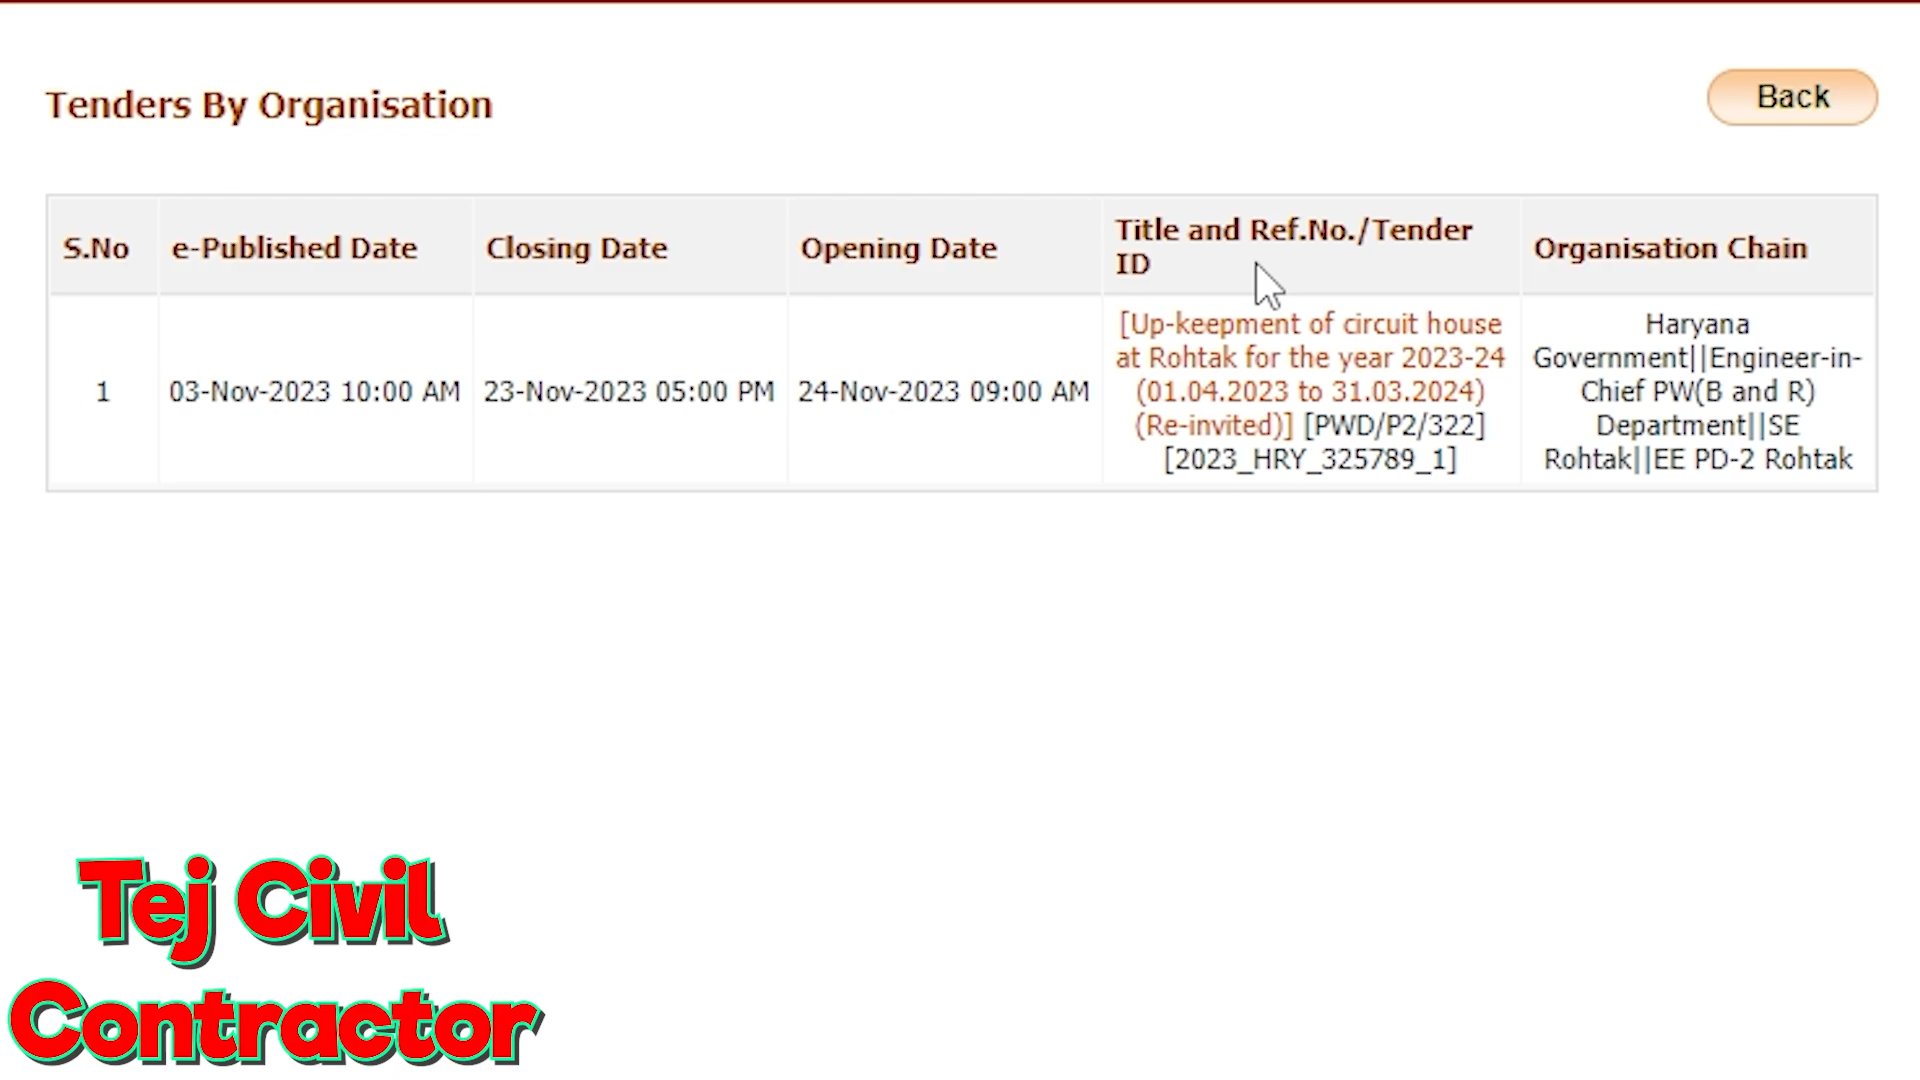 Tenders By Organisation
Back
S.No
e-Published Date
Closing Date
Opening Date
Title and Ref.No./Tender
ID
Organisation Chain
1
03-Nov-2023 10:00 AM
23-Nov-2023 05:00 PM
24-Nov-2023 09:00 AM
[Up-keepment of circuit house
at Rohtak for the year 2023-24
(01.04.2023 to 31.03.2024)
(Re-invited)] [PWD/P2/322]
[2023_HRY_325789_1]
Haryana
Government||Engineer-in-
Chief PW(B and R)
Department||SE
Rohtak||EE PD-2 Rohtak
Tej Civil
Contractor